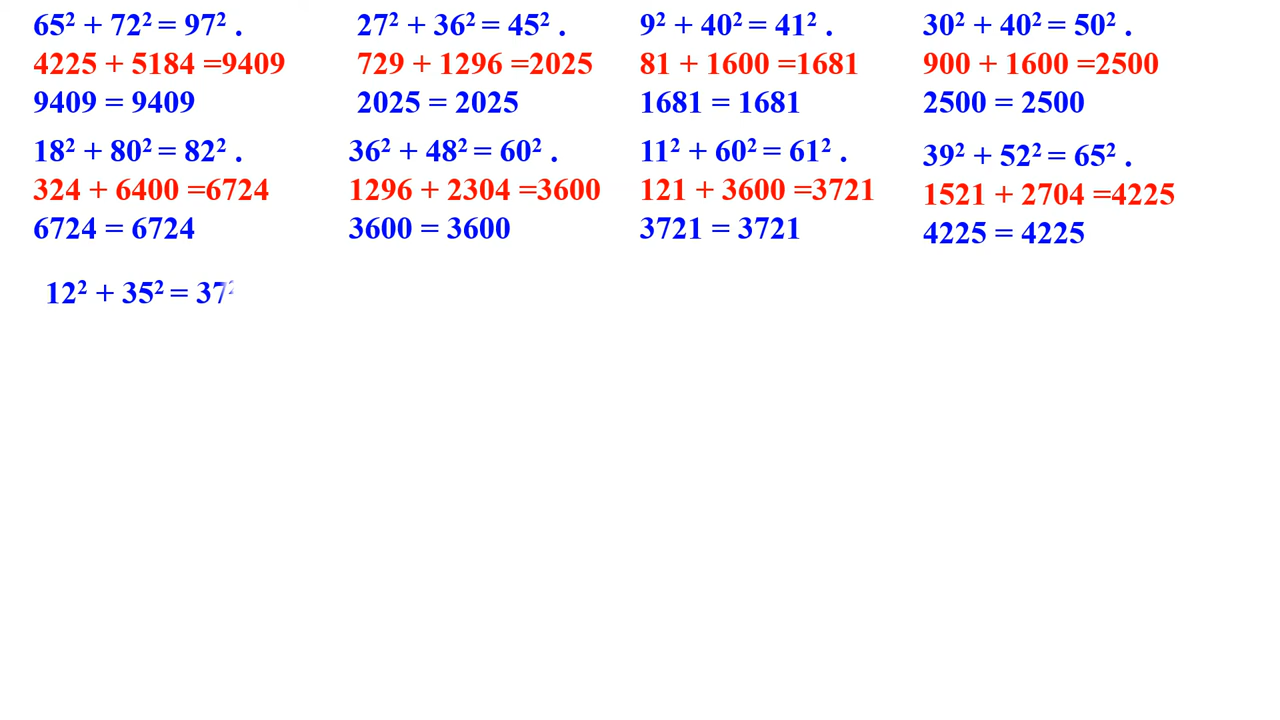 65² + 72² = 97² .
4225 + 5184 =9409
9409 = 9409
27² + 36² = 45² .
729 + 1296 =2025
2025 = 2025
9² + 40² = 41² .
81 + 1600 =1681
1681 = 1681
30² + 40² = 50² .
900 + 1600 =2500
2500 = 2500
18² + 80² = 82² .
324 + 6400 =6724
6724 = 6724
36² + 48² = 60² .
1296 + 2304 =3600
3600 = 3600
11² + 60² = 61² .
121 + 3600 =3721
3721 = 3721
39² + 52² = 65² .
1521 + 2704 =4225
4225 = 4225
12² + 35² = 37²